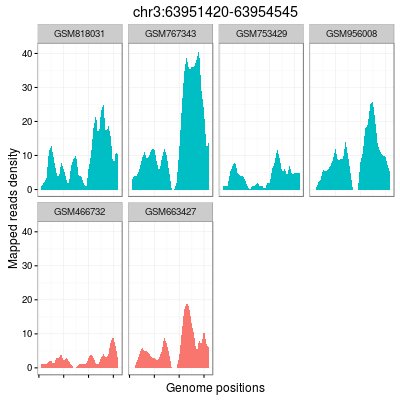 chr3:63951420-63954545
GSM818031 GSM767343 GSM753429 GSM956008
40
30
20
10
0
Mapped reads density
GSM466732 GSM663427
40
30
20
10
0
Genome positions